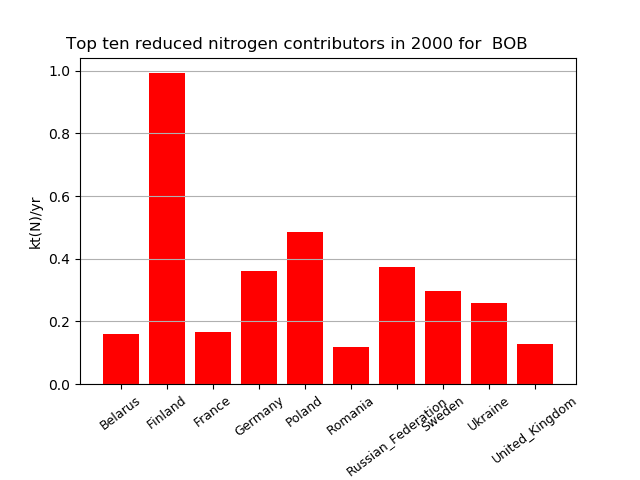 Top ten reduced nitrogen contributors in 2000 for  BOB
kt(N)/yr
1.0
0.8
0.6
0.4
0.2
0.0
Belarus
Finland
France
Germany
Poland
Romania
Russian_Federation
Sweden
Ukraine
United_Kingdom